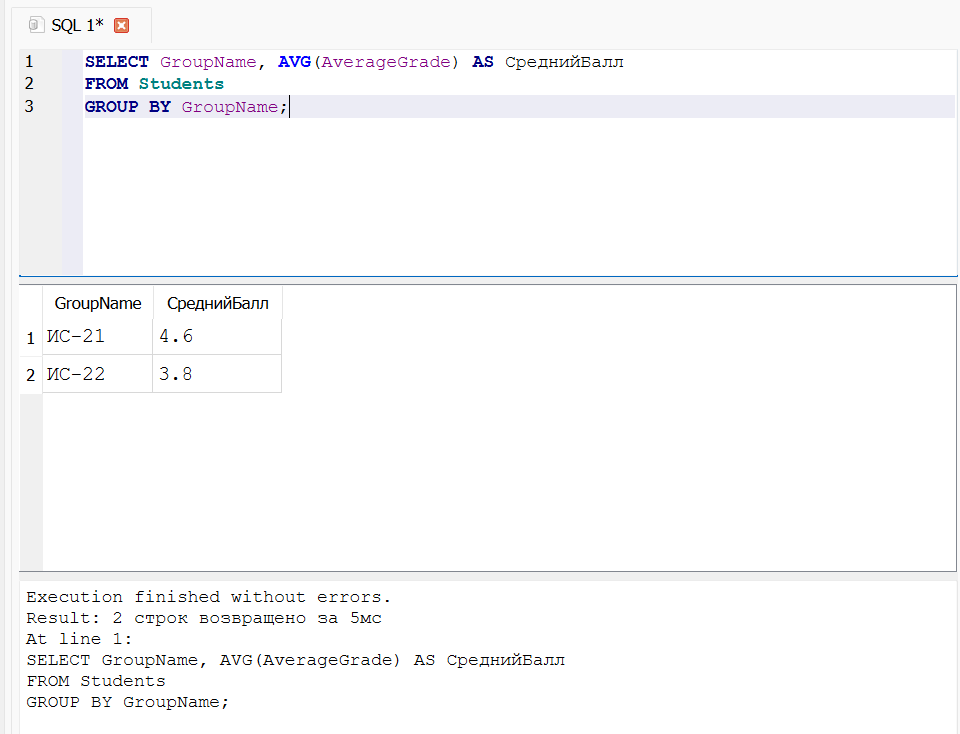 SQL 1*
1 SELECT GroupName, AVG(AverageGrade) AS СреднийБалл
2 FROM Students
3 GROUP BY GroupName;
GroupName СреднийБалл
1 ИС-21 4.6
2 ИС-22 3.8
Execution finished without errors.
Result: 2 строк возвращено за 5мс
At line 1:
SELECT GroupName, AVG(AverageGrade) AS СреднийБалл
FROM Students
GROUP BY GroupName;